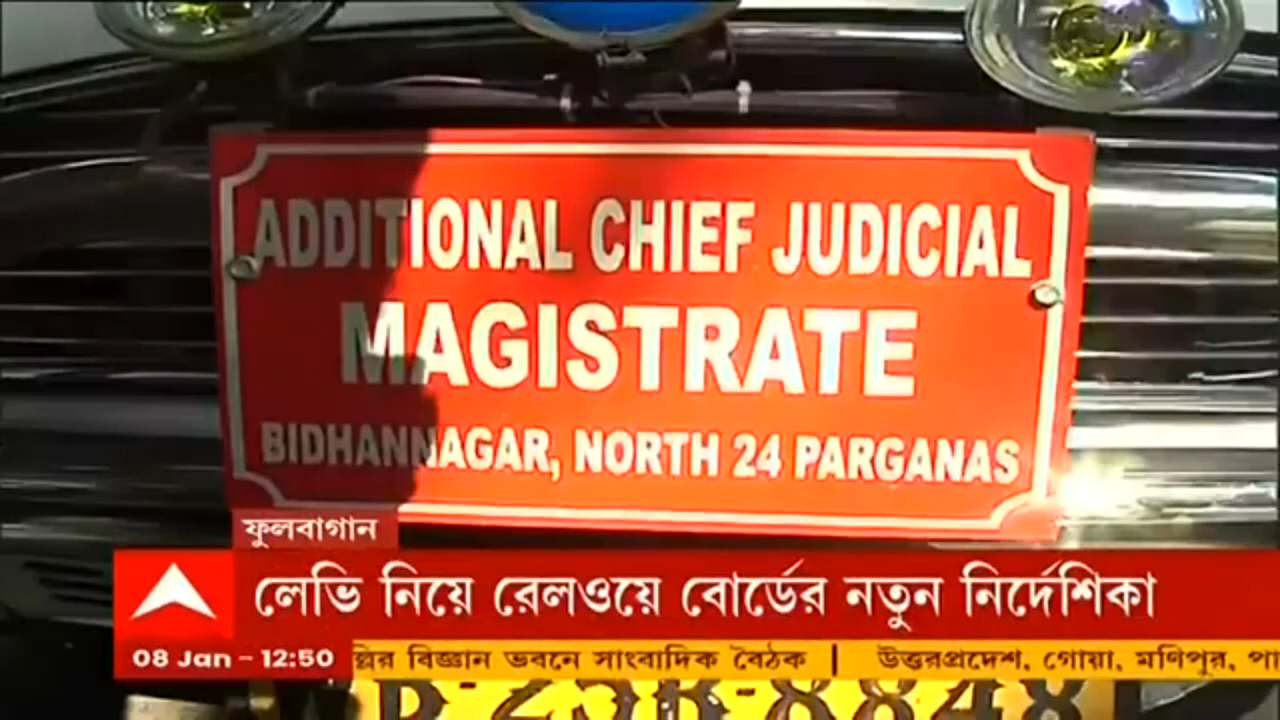 ADDITIONAL CHIEF JUDICIAL
MAGISTRATE
BIDHANNAGAR, NORTH 24 PARGANAS
ফুলবাগান
লেভি নিয়ে রেলওয়ে বোর্ডের নতুন নির্দেশিকা
08 Jan - 12:50
বিজ্ঞান ভবনে সাংবাদিক বৈঠক | উত্তরপ্রদেশ, গোয়া, মণিপুর,